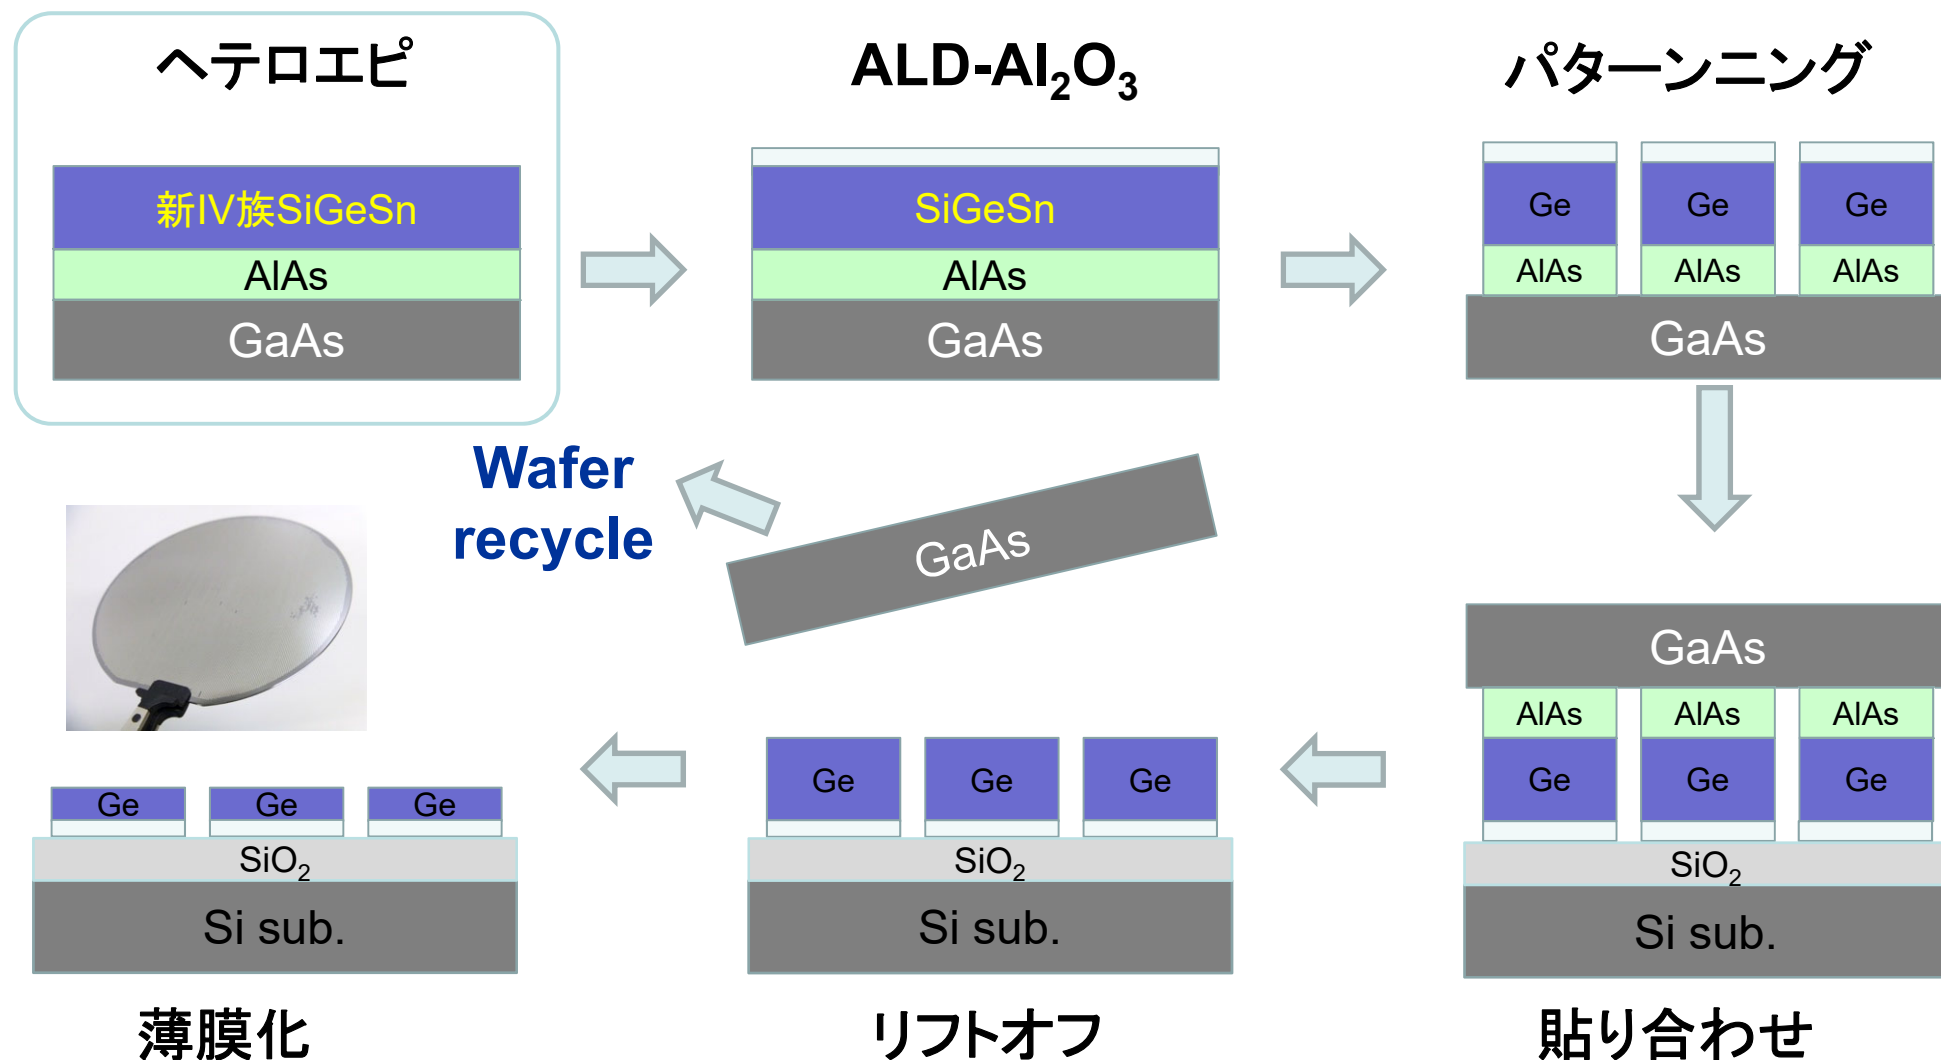 ヘテロエピ
新IV族SiGeSn
AlAs
GaAs
ALD-Al₂O₃
SiGeSn
AlAs
GaAs
パターンニング
Ge Ge Ge
AlAs AlAs AlAs
GaAs
GaAs
AlAs AlAs AlAs
Ge Ge Ge
SiO₂
Si sub.
貼り合わせ
Wafer
recycle
GaAs
Ge Ge Ge
SiO₂
Si sub.
リフトオフ
Ge Ge Ge
SiO₂
Si sub.
薄膜化